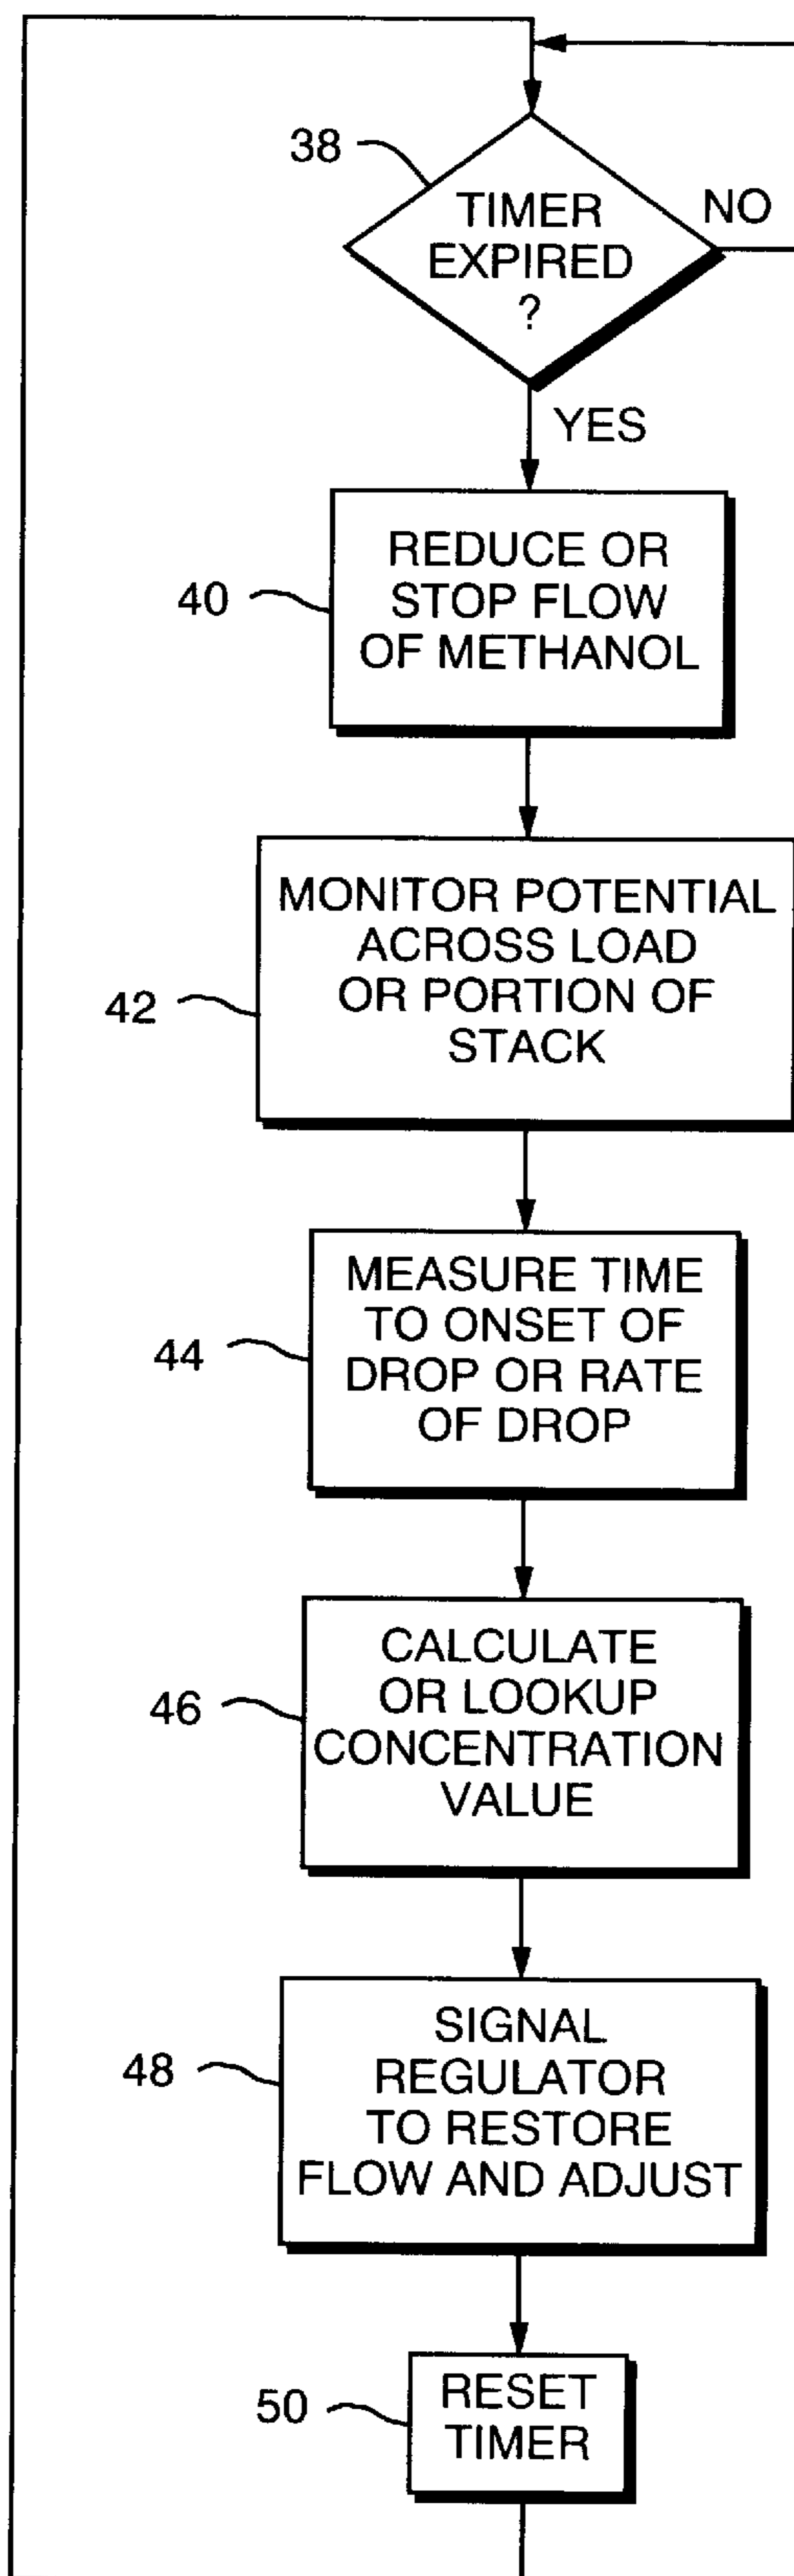 38
TIMER
EXPIRED
?
NO
YES
40
REDUCE OR
STOP FLOW
OF METHANOL
42
MONITOR POTENTIAL
ACROSS LOAD
OR PORTION OF
STACK
44
MEASURE TIME
TO ONSET OF
DROP OR RATE
OF DROP
46
CALCULATE
OR LOOKUP
CONCENTRATION
VALUE
48
SIGNAL
REGULATOR
TO RESTORE
FLOW AND ADJUST
50
RESET
TIMER